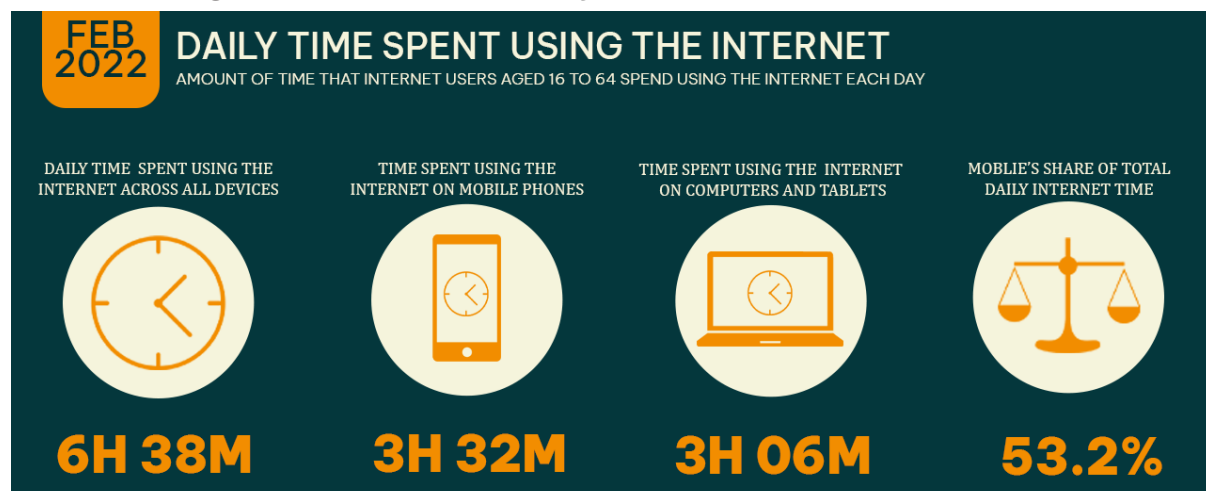 FEB
2022
DAILY TIME SPENT USING THE INTERNET
AMOUNT OF TIME THAT INTERNET USERS AGED 16 TO 64 SPEND USING THE INTERNET EACH DAY
DAILY TIME SPENT USING THE
INTERNET ACROSS ALL DEVICES
TIME SPENT USING THE
INTERNET ON MOBILE PHONES
TIME SPENT USING THE INTERNET
ON COMPUTERS AND TABLETS
MOBLIE'S SHARE OF TOTAL
DAILY INTERNET TIME
6H 38M
3H 32M
3H 06M
53.2%